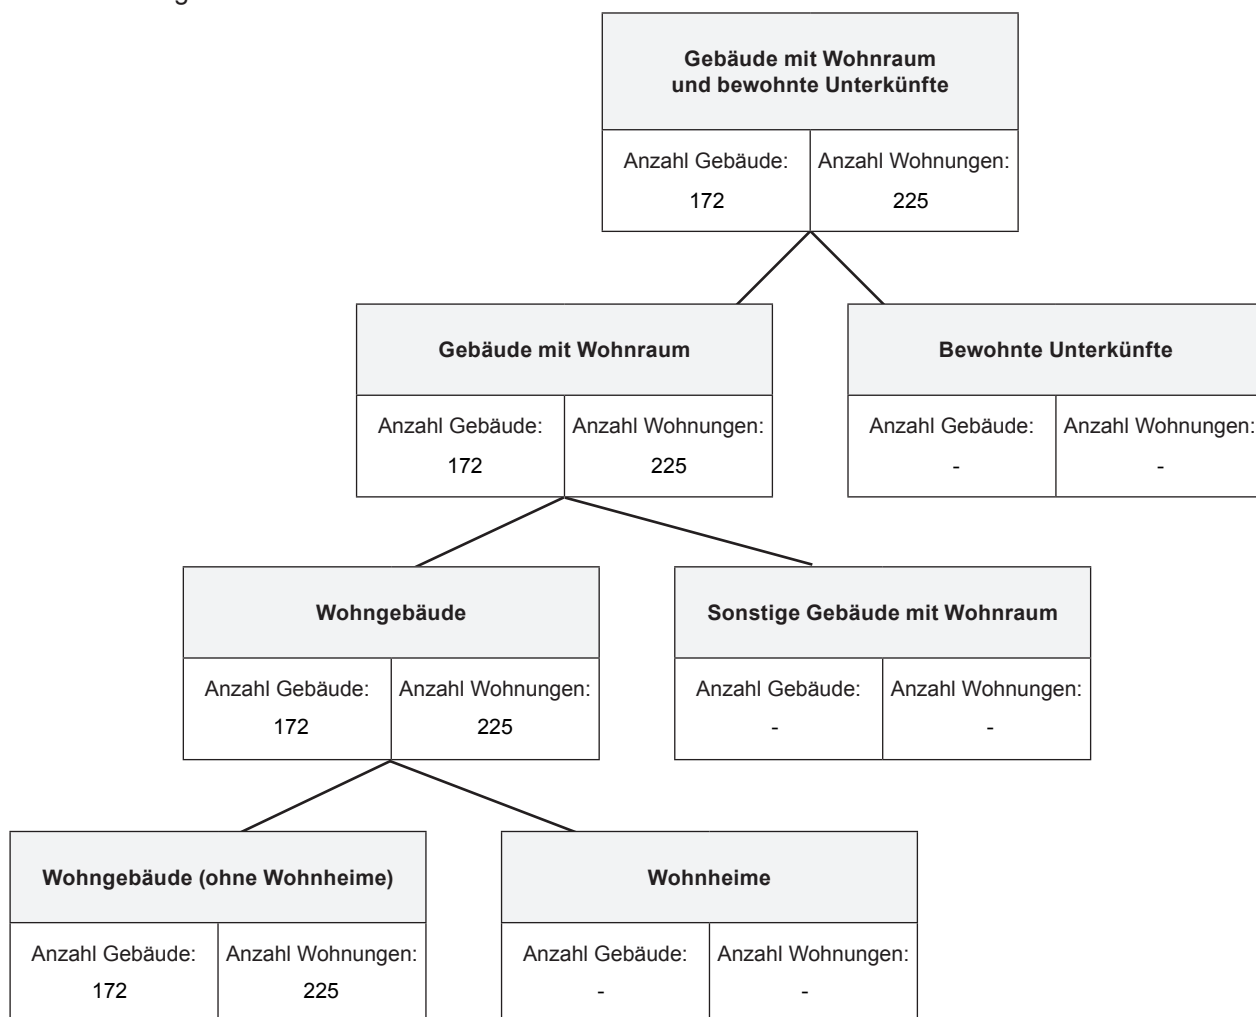 Gebäude mit Wohnraum
und bewohnte Unterkünfte
Anzahl Gebäude: Anzahl Wohnungen:
172 225
Gebäude mit Wohnraum
Anzahl Gebäude: Anzahl Wohnungen:
172 225
Bewohnte Unterkünfte
Anzahl Gebäude: Anzahl Wohnungen:
- -
Wohngebäude
Anzahl Gebäude: Anzahl Wohnungen:
172 225
Sonstige Gebäude mit Wohnraum
Anzahl Gebäude: Anzahl Wohnungen:
- -
Wohngebäude (ohne Wohnheime)
Anzahl Gebäude: Anzahl Wohnungen:
172 225
Wohnheime
Anzahl Gebäude: Anzahl Wohnungen:
- -